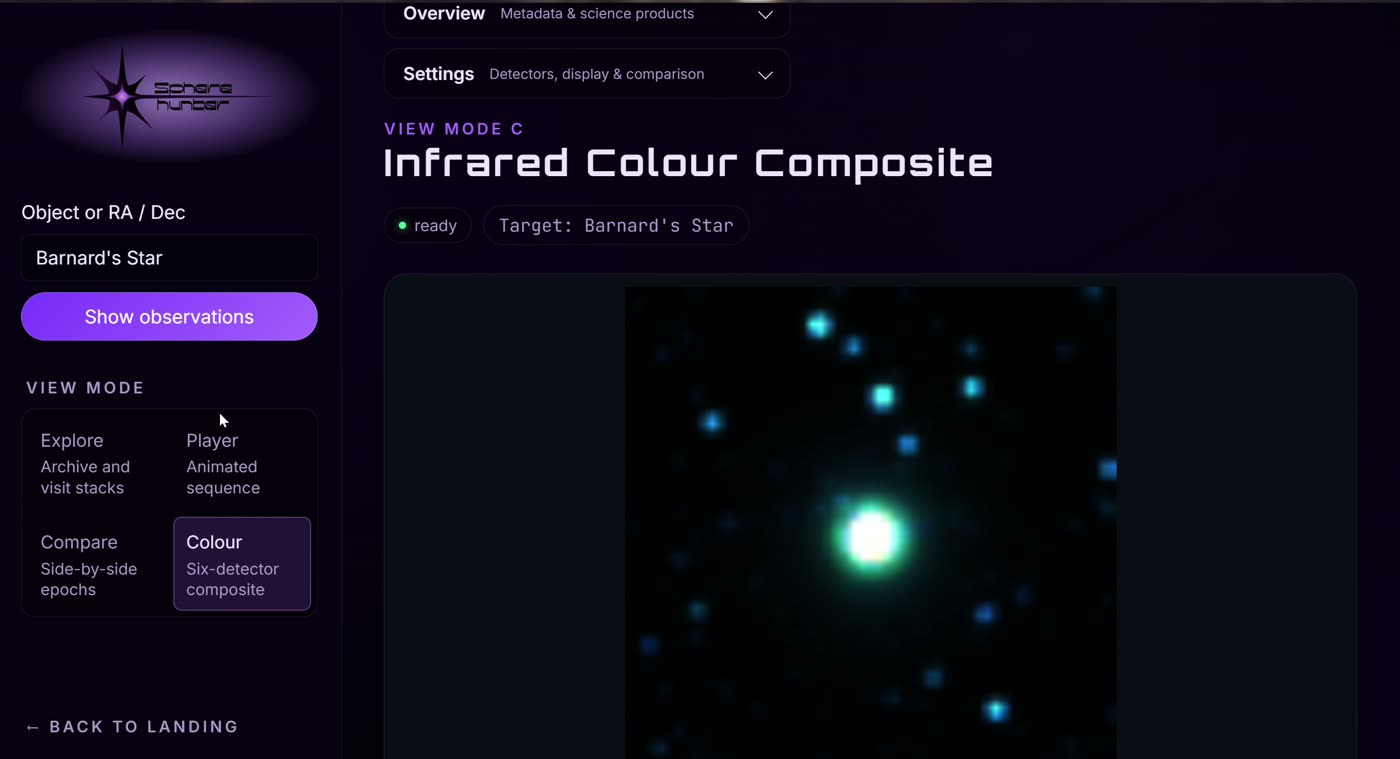 Sphere
hunter
Object or RA / Dec
Barnard's Star
Show observations
VIEW MODE
Explore
Archive and
visit stacks
Player
Animated
sequence
Compare
Side-by-side
epochs
Colour
Six-detector
composite
← BACK TO LANDING
Overview Metadata & science products
Settings Detectors, display & comparison
VIEW MODE C
Infrared Colour Composite
ready Target: Barnard's Star